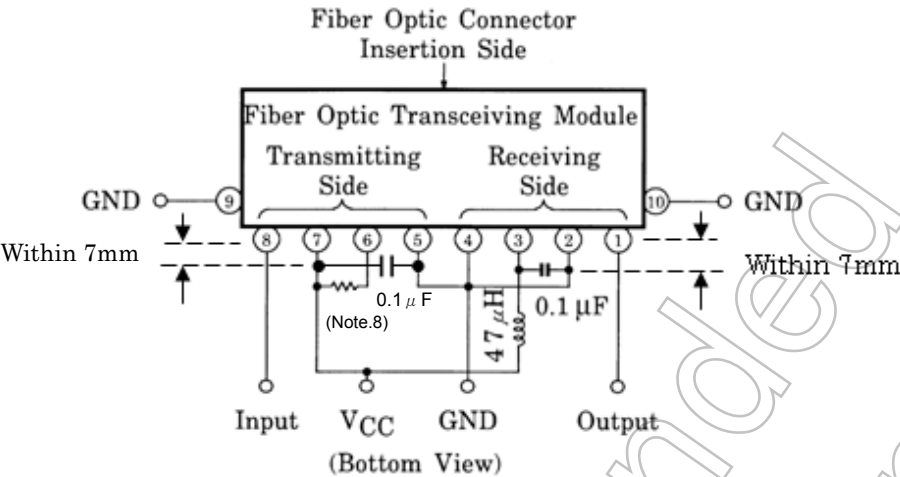 Fiber Optic Connector
Insertion Side
Fiber Optic Transceiving Module
Transmitting
Side
Receiving
Side
GND
9
10
GND
8
7
6
5
4
3
2
1
Within 7mm
Within 7mm
0.1 μ F
(Note.8)
47μH
0.1 μF
Input
VCC
GND
Output
(Bottom View)
nded